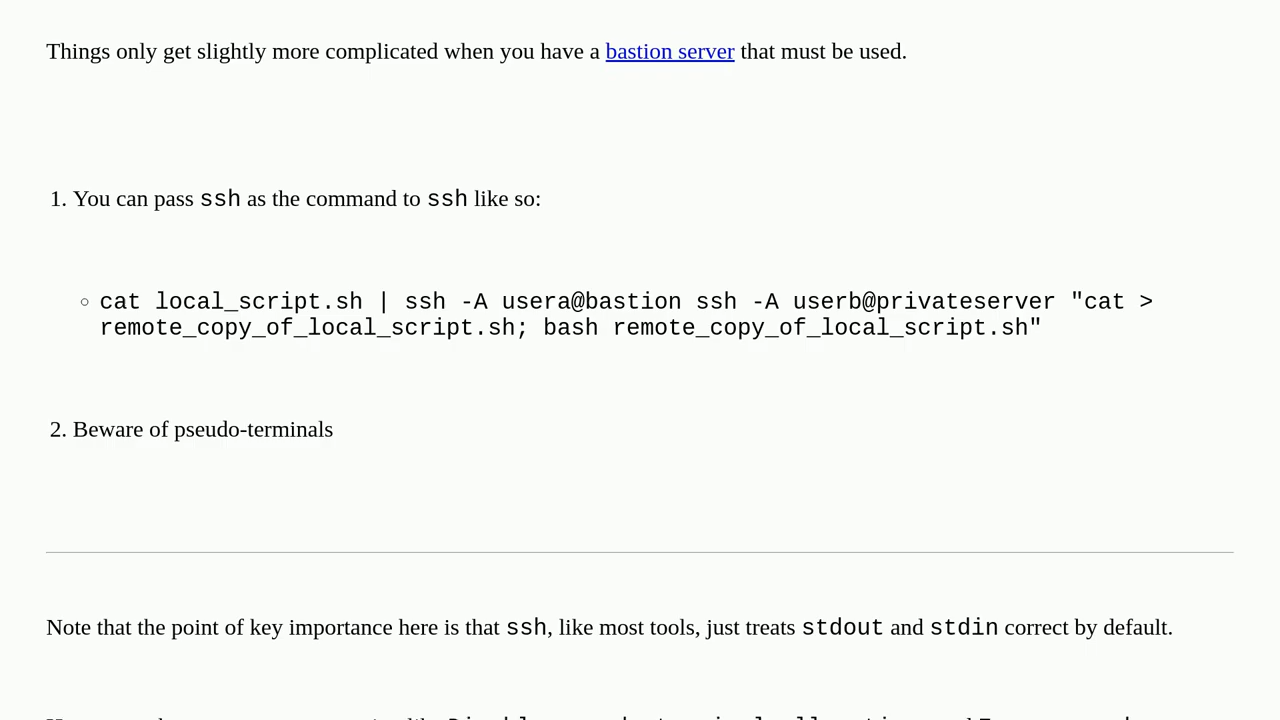 Things only get slightly more complicated when you have a bastion server that must be used.
1. You can pass ssh as the command to ssh like so:
cat local_script.sh | ssh -A usera@bastion ssh -A userb@privateserver "cat >
remote_copy_of_local_script.sh; bash remote_copy_of_local_script.sh"
2. Beware of pseudo-terminals
Note that the point of key importance here is that ssh, like most tools, just treats stdout and stdin correct by default.